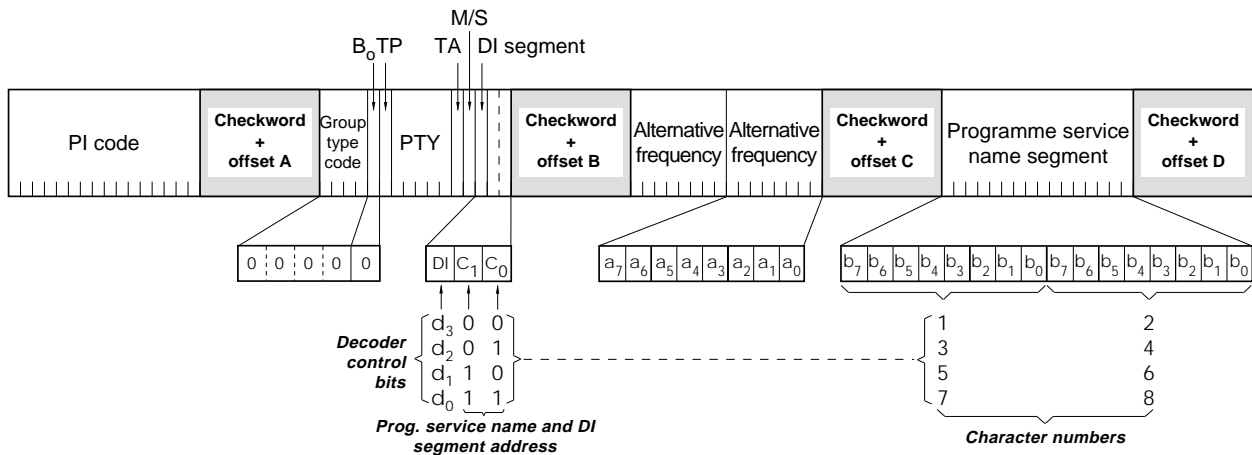 M/S
BₒTP TA DI segment
PI code
Checkword
+
offset A
Group
type
code
PTY
Checkword
+
offset B
Alternative
frequency
Alternative
frequency
Checkword
+
offset C
Programme service
name segment
Checkword
+
offset D
0 0 0 0 0
DI C₁ C₀
a₇ a₆ a₅ a₄ a₃ a₂ a₁ a₀
b₇ b₆ b₅ b₄ b₃ b₂ b₁ b₀ b₇ b₆ b₅ b₄ b₃ b₂ b₁ b₀
Decoder
control
bits
d₃ 0 0
d₂ 0 1
d₁ 1 0
d₀ 1 1
1 2
3 4
5 6
7 8
Prog. service name and DI
segment address
Character numbers